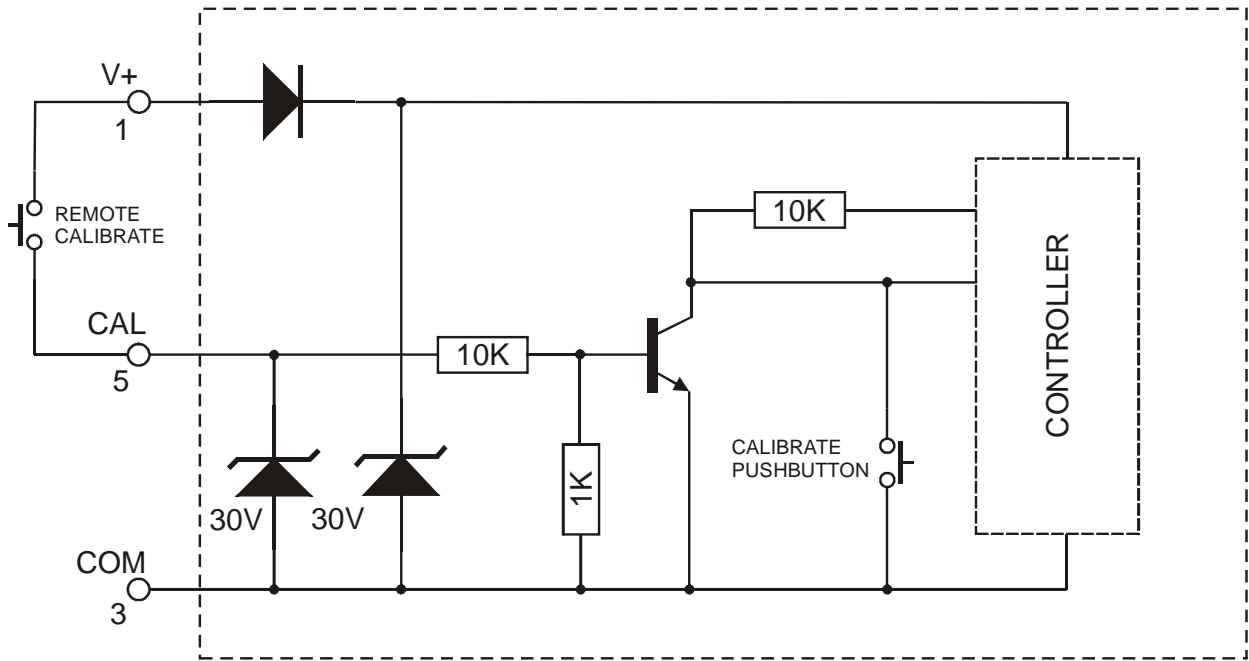 V+
1
REMOTE
CALIBRATE
10K
CONTROLLER
CAL
5
10K
1K
CALIBRATE
PUSHBUTTON
30V
30V
COM
3